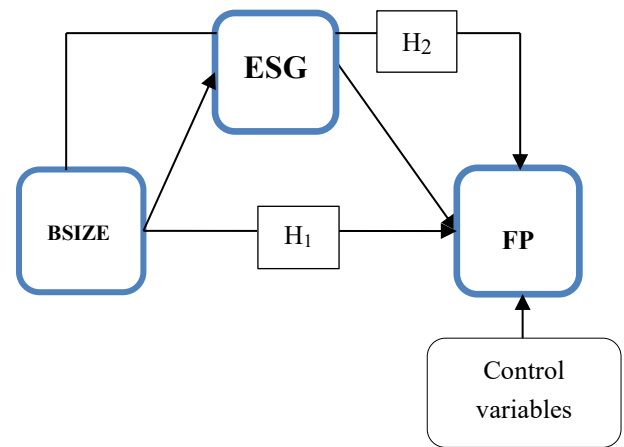 ESG
H2
BSIZE
H1
FP
Control
variables